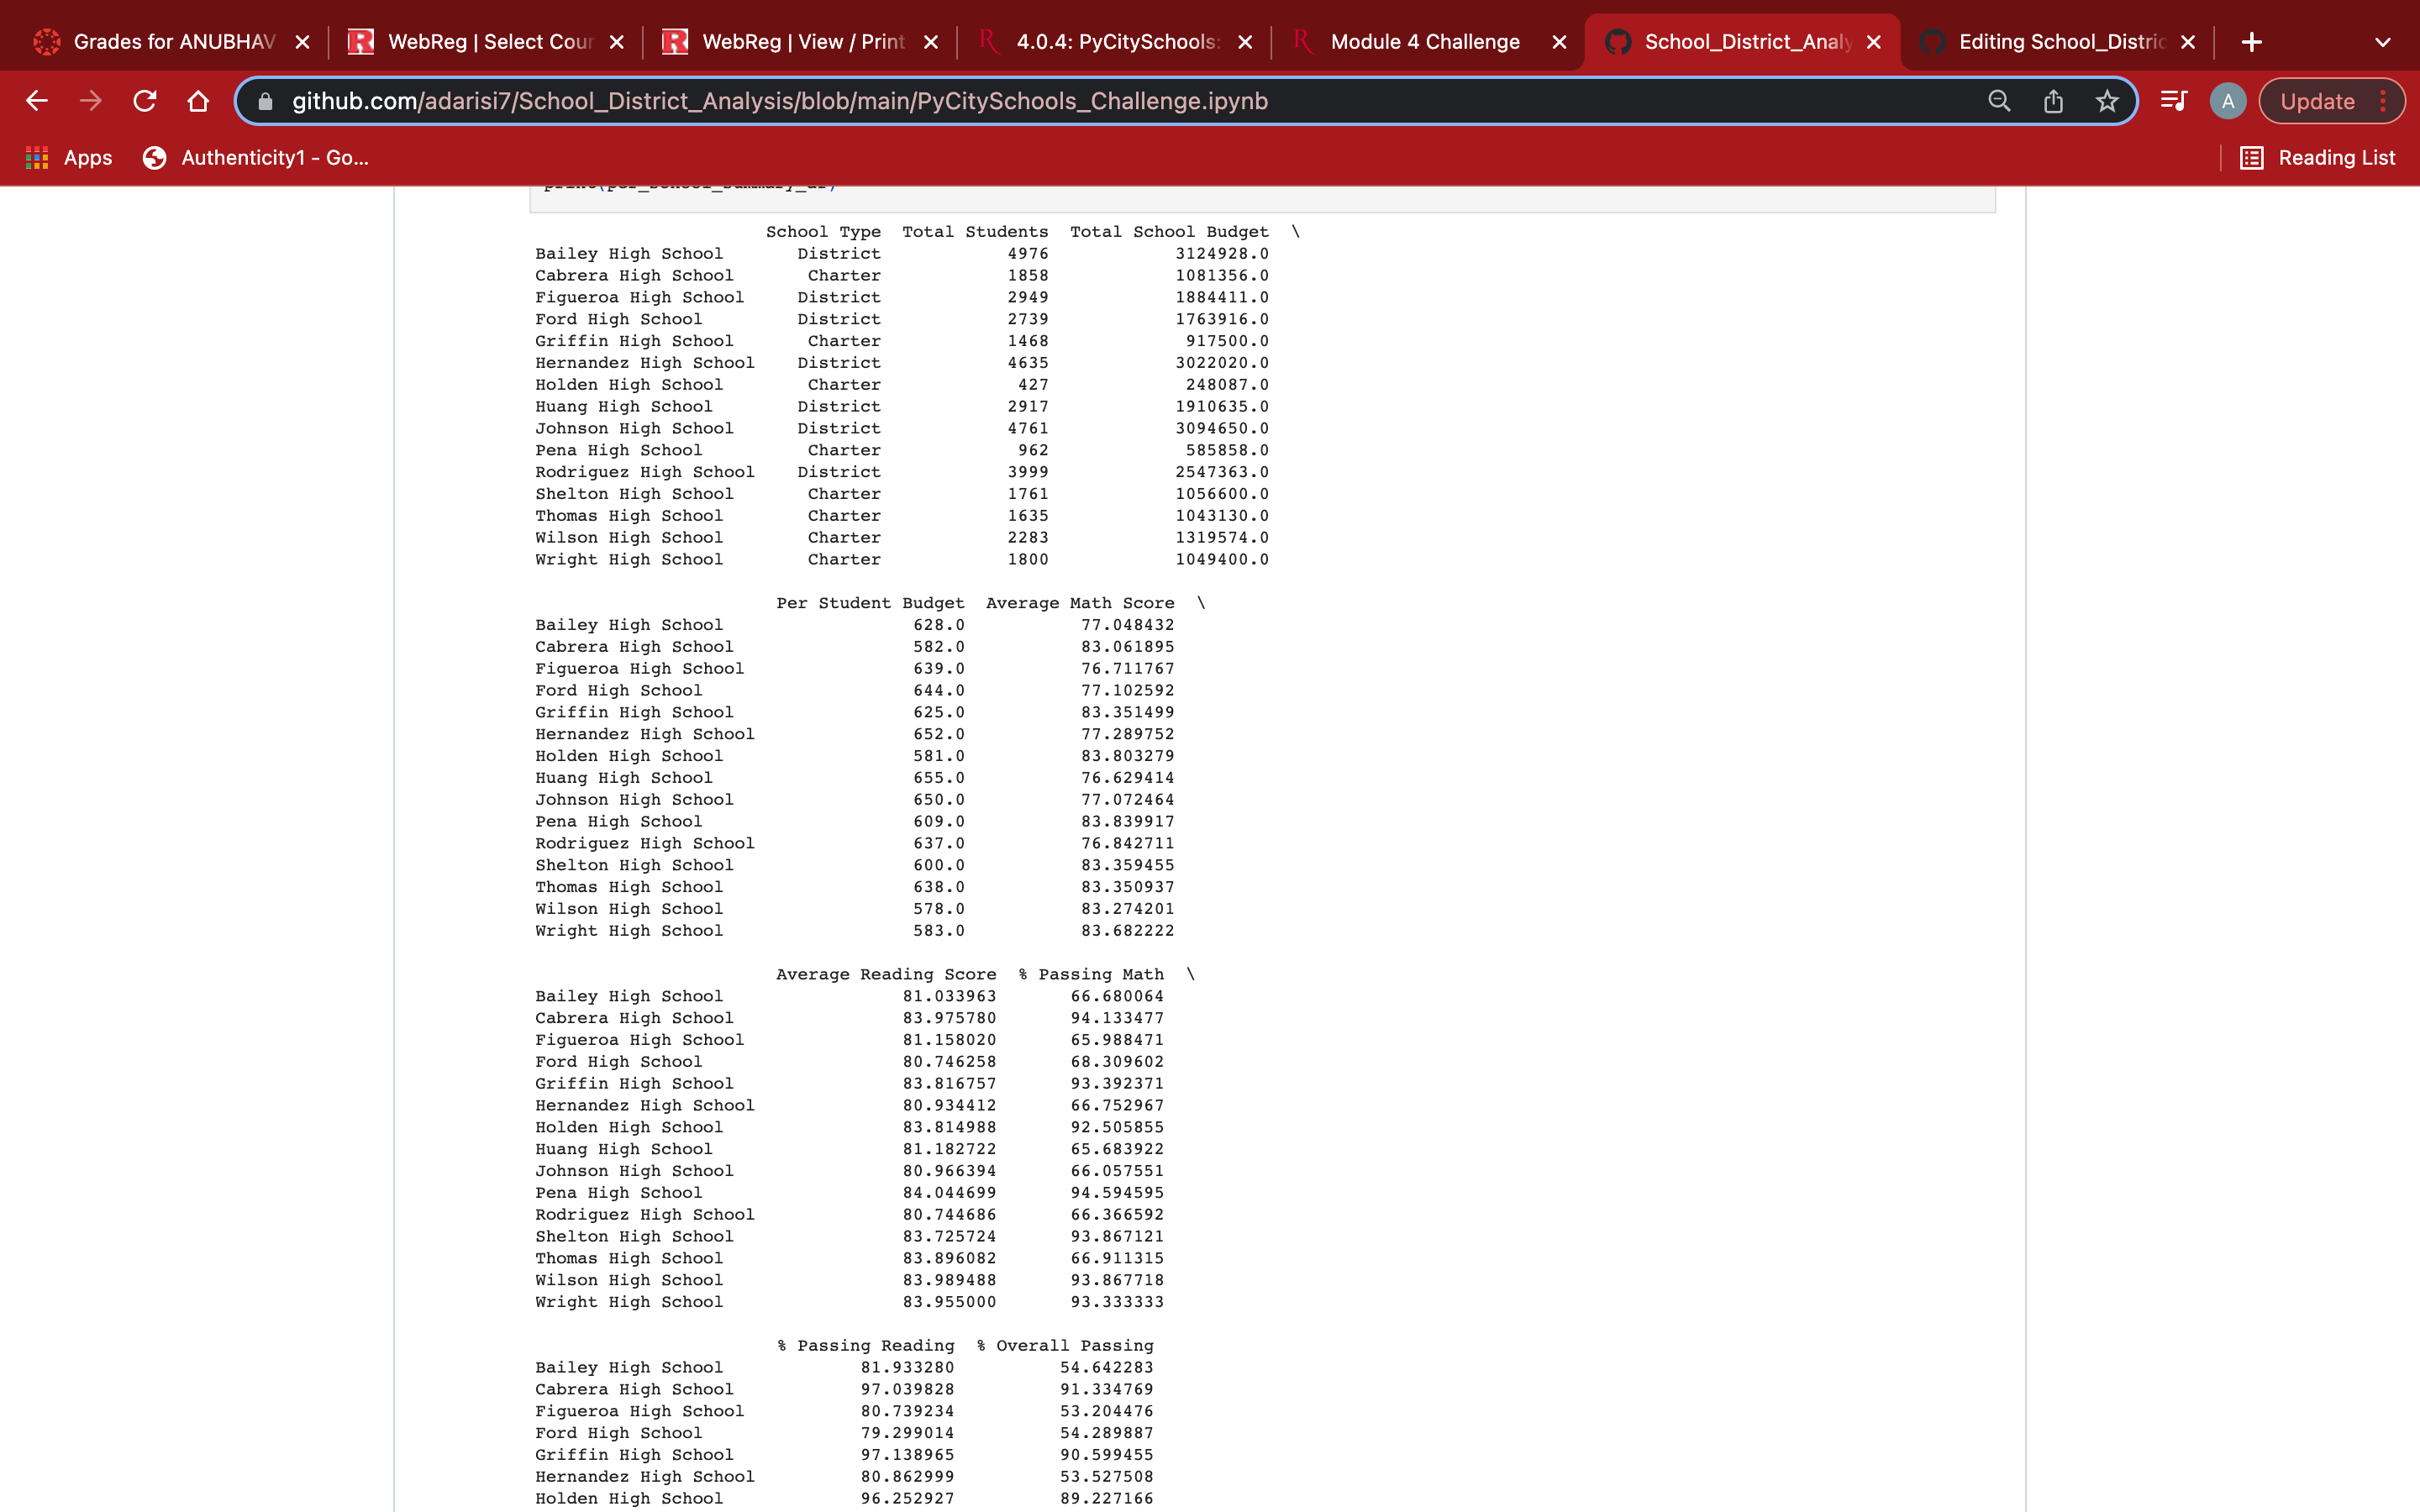 Grades for ANUBHAV
WebReg | Select Cour
WebReg | View / Print
4.0.4: PyCitySchools:
Module 4 Challenge
School_District_Analy
Editing School_Distric
github.com/adarisi7/School_District_Analysis/blob/main/PyCitySchools_Challenge.ipynb
A
Update
Apps
Authenticity1 - Go...
Reading List
print(per_school_summary_df)
School Type Total Students Total School Budget \
Bailey High School District 4976 3124928.0
Cabrera High School Charter 1858 1081356.0
Figueroa High School District 2949 1884411.0
Ford High School District 2739 1763916.0
Griffin High School Charter 1468 917500.0
Hernandez High School District 4635 3022020.0
Holden High School Charter 427 248087.0
Huang High School District 2917 1910635.0
Johnson High School District 4761 3094650.0
Pena High School Charter 962 585858.0
Rodriguez High School District 3999 2547363.0
Shelton High School Charter 1761 1056600.0
Thomas High School Charter 1635 1043130.0
Wilson High School Charter 2283 1319574.0
Wright High School Charter 1800 1049400.0
Per Student Budget Average Math Score \
Bailey High School 628.0 77.048432
Cabrera High School 582.0 83.061895
Figueroa High School 639.0 76.711767
Ford High School 644.0 77.102592
Griffin High School 625.0 83.351499
Hernandez High School 652.0 77.289752
Holden High School 581.0 83.803279
Huang High School 655.0 76.629414
Johnson High School 650.0 77.072464
Pena High School 609.0 83.839917
Rodriguez High School 637.0 76.842711
Shelton High School 600.0 83.359455
Thomas High School 638.0 83.350937
Wilson High School 578.0 83.274201
Wright High School 583.0 83.682222
Average Reading Score % Passing Math \
Bailey High School 81.033963 66.680064
Cabrera High School 83.975780 94.133477
Figueroa High School 81.158020 65.988471
Ford High School 80.746258 68.309602
Griffin High School 83.816757 93.392371
Hernandez High School 80.934412 66.752967
Holden High School 83.814988 92.505855
Huang High School 81.182722 65.683922
Johnson High School 80.966394 66.057551
Pena High School 84.044699 94.594595
Rodriguez High School 80.744686 66.366592
Shelton High School 83.725724 93.867121
Thomas High School 83.896082 66.911315
Wilson High School 83.989488 93.867718
Wright High School 83.955000 93.333333
% Passing Reading % Overall Passing
Bailey High School 81.933280 54.642283
Cabrera High School 97.039828 91.334769
Figueroa High School 80.739234 53.204476
Ford High School 79.299014 54.289887
Griffin High School 97.138965 90.599455
Hernandez High School 80.862999 53.527508
Holden High School 96.252927 89.227166